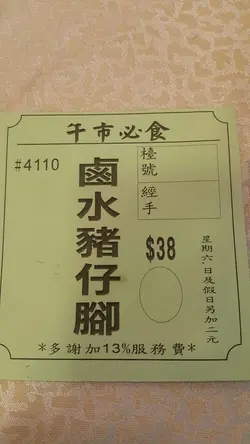 午市必食
#4110
鹵水豬仔腳
檯號
經手
$38
星期六、日及假日另加二元
*多謝加13%服務費*